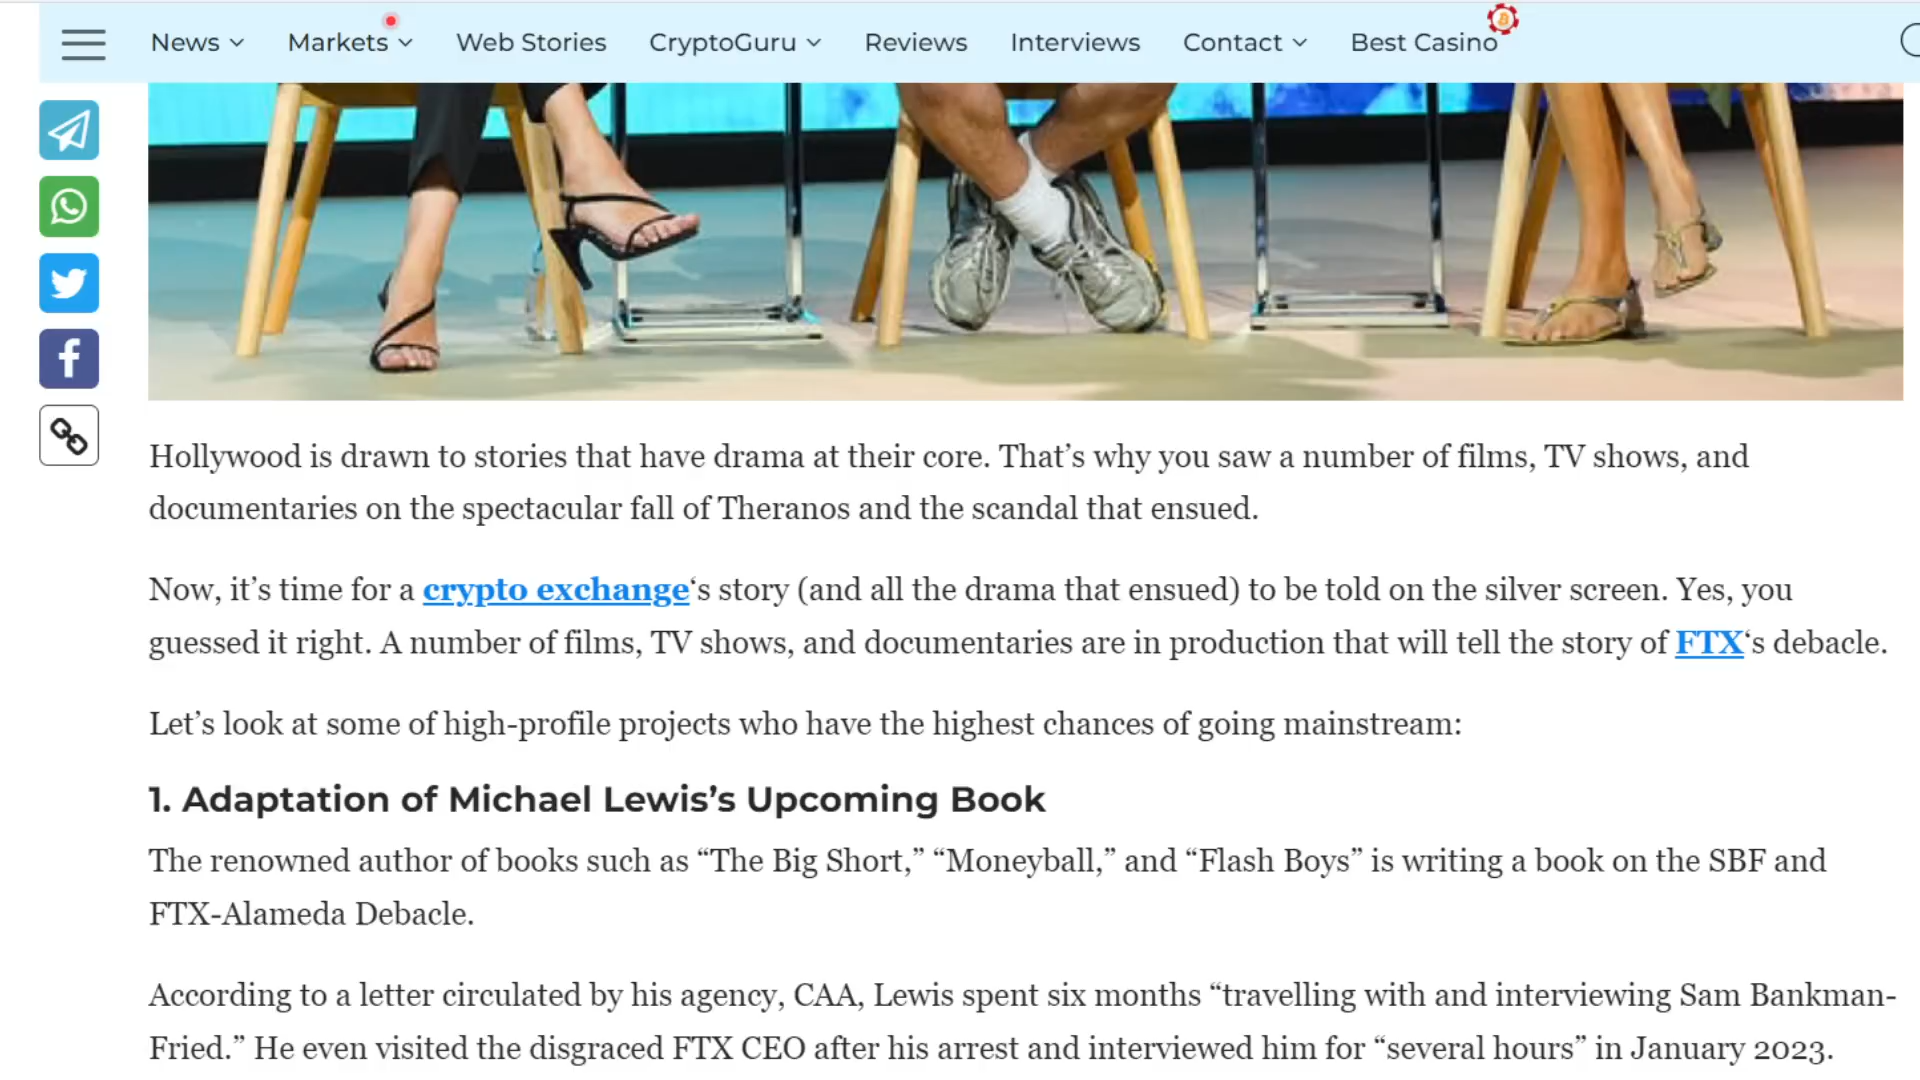 News
Markets
Web Stories
CryptoGuru
Reviews
Interviews
Contact
Best Casino
Hollywood is drawn to stories that have drama at their core. That’s why you saw a number of films, TV shows, and
documentaries on the spectacular fall of Theranos and the scandal that ensued.
Now, it’s time for a crypto exchange‘s story (and all the drama that ensued) to be told on the silver screen. Yes, you
guessed it right. A number of films, TV shows, and documentaries are in production that will tell the story of FTX‘s debacle.
Let’s look at some of high-profile projects who have the highest chances of going mainstream:
1. Adaptation of Michael Lewis’s Upcoming Book
The renowned author of books such as “The Big Short,” “Moneyball,” and “Flash Boys” is writing a book on the SBF and
FTX-Alameda Debacle.
According to a letter circulated by his agency, CAA, Lewis spent six months “travelling with and interviewing Sam Bankman-
Fried.” He even visited the disgraced FTX CEO after his arrest and interviewed him for “several hours” in January 2023.